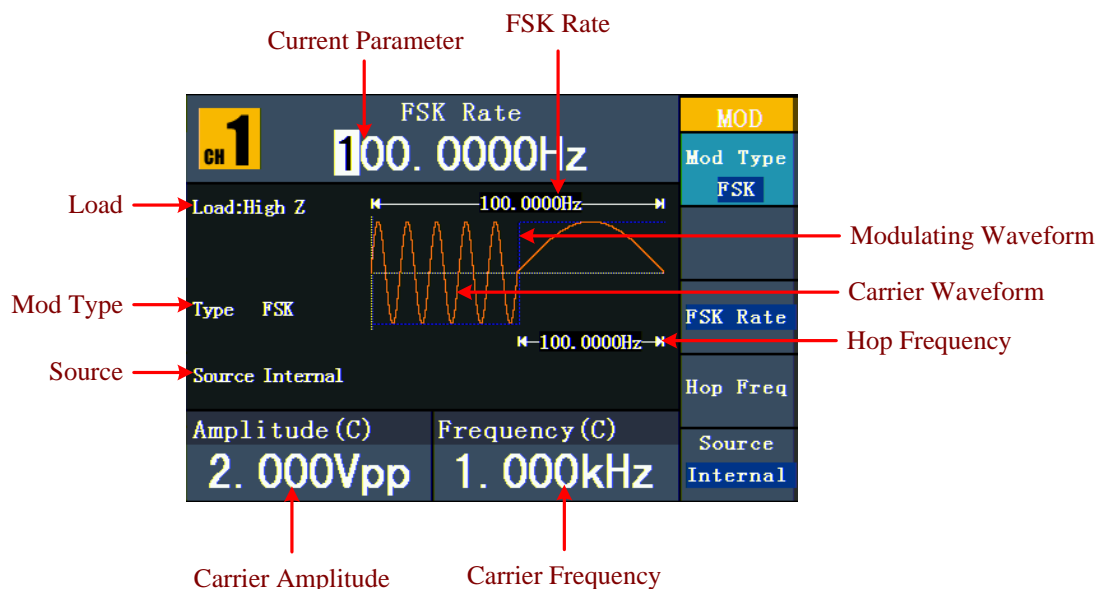 FSK Rate
Current Parameter
CH 1
FSK Rate
100.0000Hz
MOD
Mod Type
FSK
Load
Load:High Z
100.0000Hz
Modulating Waveform
Carrier Waveform
Mod Type
Type FSK
FSK Rate
100.0000Hz
Hop Frequency
Source
Source Internal
Hop Freq
Amplitude(C)
Frequency(C)
Source
Internal
2.000Vpp
1.000kHz
Carrier Amplitude
Carrier Frequency